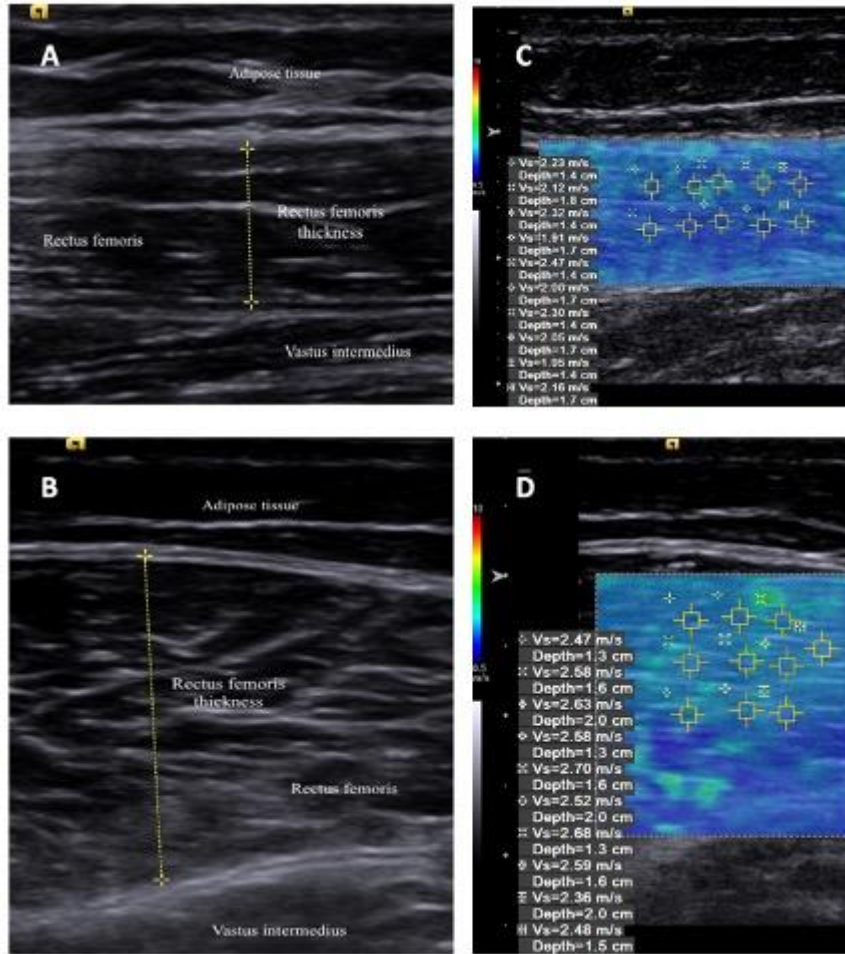 A
Adipose tissue
Rectus femoris
thickness
Rectus femoris
Vastus intermedius
C
Vs=2.23 m/s
Depth=1.4 cm
Vs=2.12 m/s
Depth=1.8 cm
Vs=2.32 m/s
Depth=1.4 cm
Vs=1.91 m/s
Depth=1.7 cm
Vs=2.47 m/s
Depth=1.4 cm
Depth=1.7 cm
Vs=2.30 m/s
Depth=1.4 cm
Vs=2.05 m/s
Depth=1.7 cm
Vs=1.95 m/s
Depth=1.4 cm
Vs=2.16 m/s
Depth=1.7 cm
B
Adipose tissue
Rectus femoris
thickness
Rectus femoris
Vastus intermedius
D
10
0.5
m/s
Vs=2.47 m/s
Depth=1.3 cm
Vs=2.58 m/s
Depth=1.6 cm
Vs=2.63 m/s
Depth=2.0 cm
Vs=2.58 m/s
Depth=1.3 cm
Vs=2.70 m/s
Depth=1.6 cm
Vs=2.52 m/s
Depth=2.0 cm
Vs=2.68 m/s
Depth=1.3 cm
Vs=2.59 m/s
Depth=1.6 cm
Vs=2.36 m/s
Depth=2.0 cm
Vs=2.48 m/s
Depth=1.5 cm